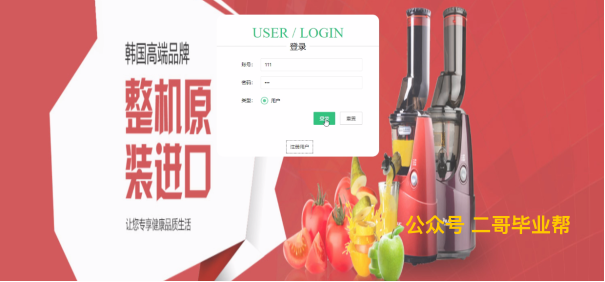 韩国高端品牌
整机原
装进口
让您专享健康品质生活
USER / LOGIN
登录
账号：
111
密码：
•••
类型：
用户
登录
重置
注册用户
公众号 二哥毕业帮